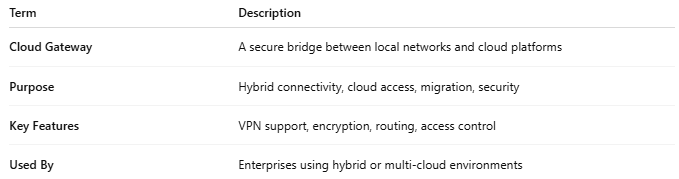 Term Description
Cloud Gateway A secure bridge between local networks and cloud platforms
Purpose Hybrid connectivity, cloud access, migration, security
Key Features VPN support, encryption, routing, access control
Used By Enterprises using hybrid or multi-cloud environments